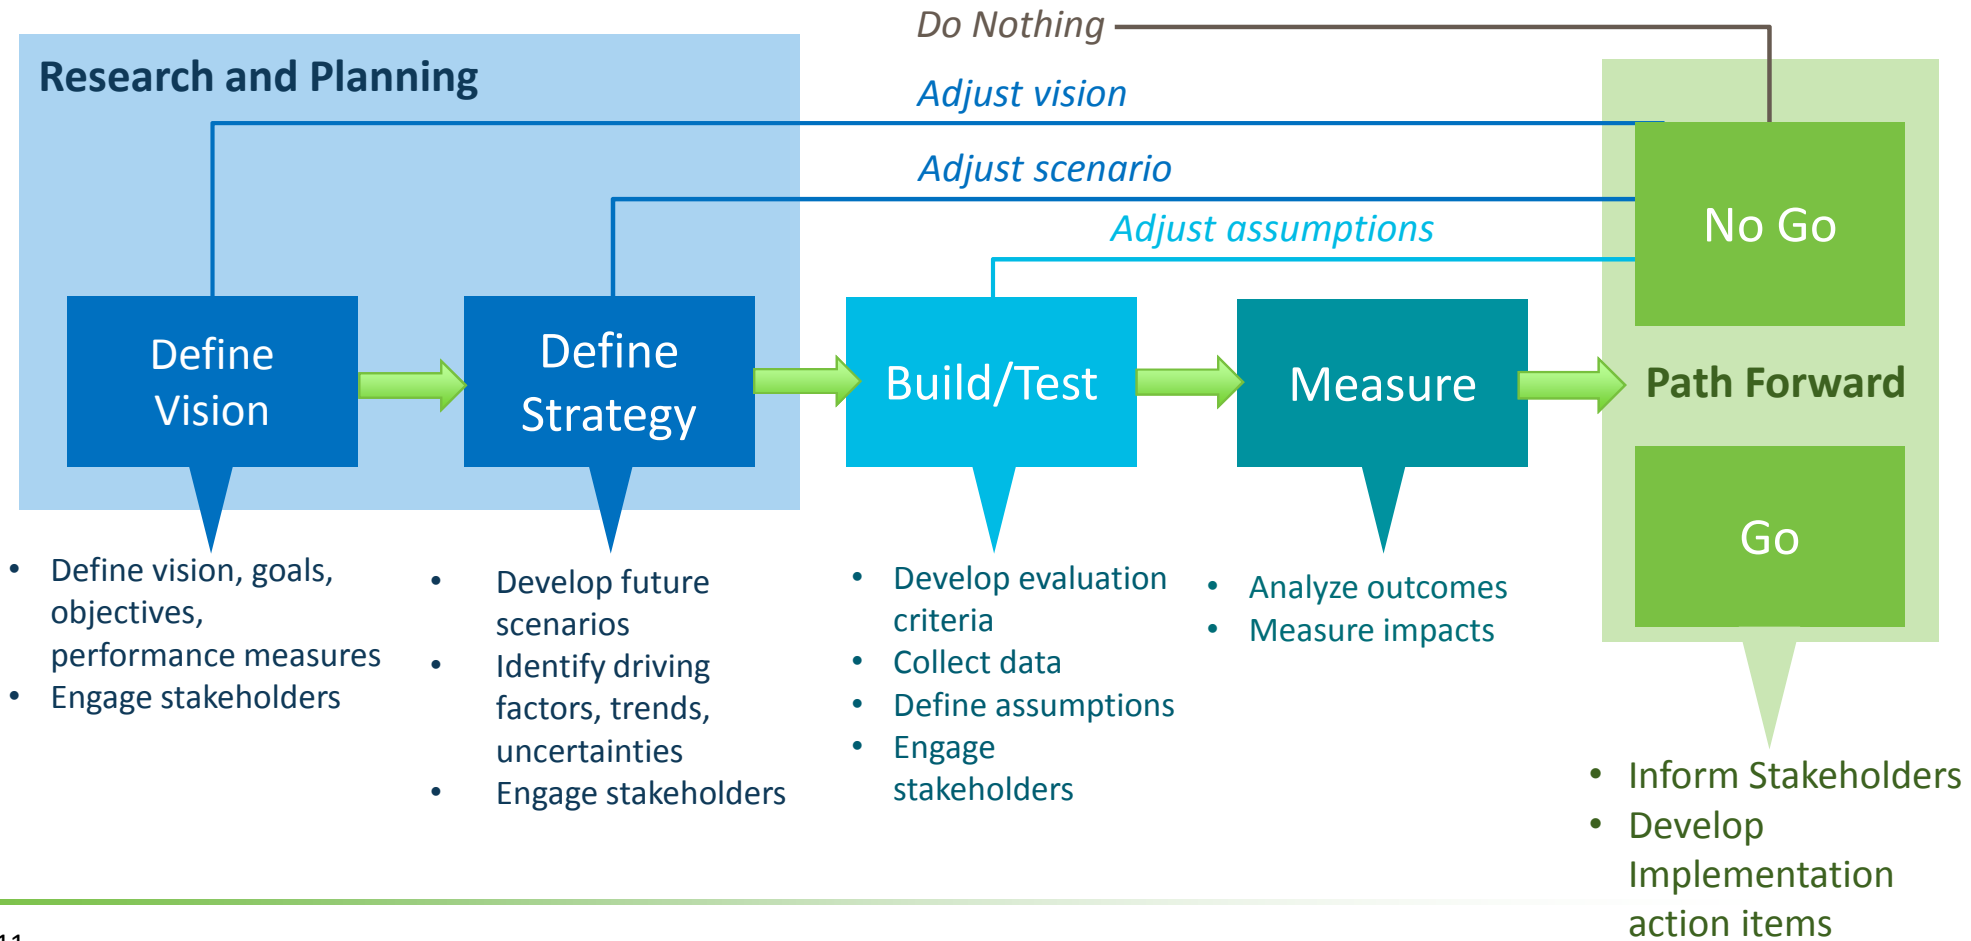 Do Nothing
Research and Planning
Adjust vision
Adjust scenario
Adjust assumptions
No Go
Define
Vision
Define
Strategy
Build/Test
Measure
Path Forward
Go
• Define vision, goals,
objectives,
performance measures
• Engage stakeholders
• Develop future
scenarios
• Identify driving
factors, trends,
uncertainties
• Engage stakeholders
• Develop evaluation
criteria
• Collect data
• Define assumptions
• Engage
stakeholders
• Analyze outcomes
• Measure impacts
• Inform Stakeholders
• Develop
Implementation
action items
11